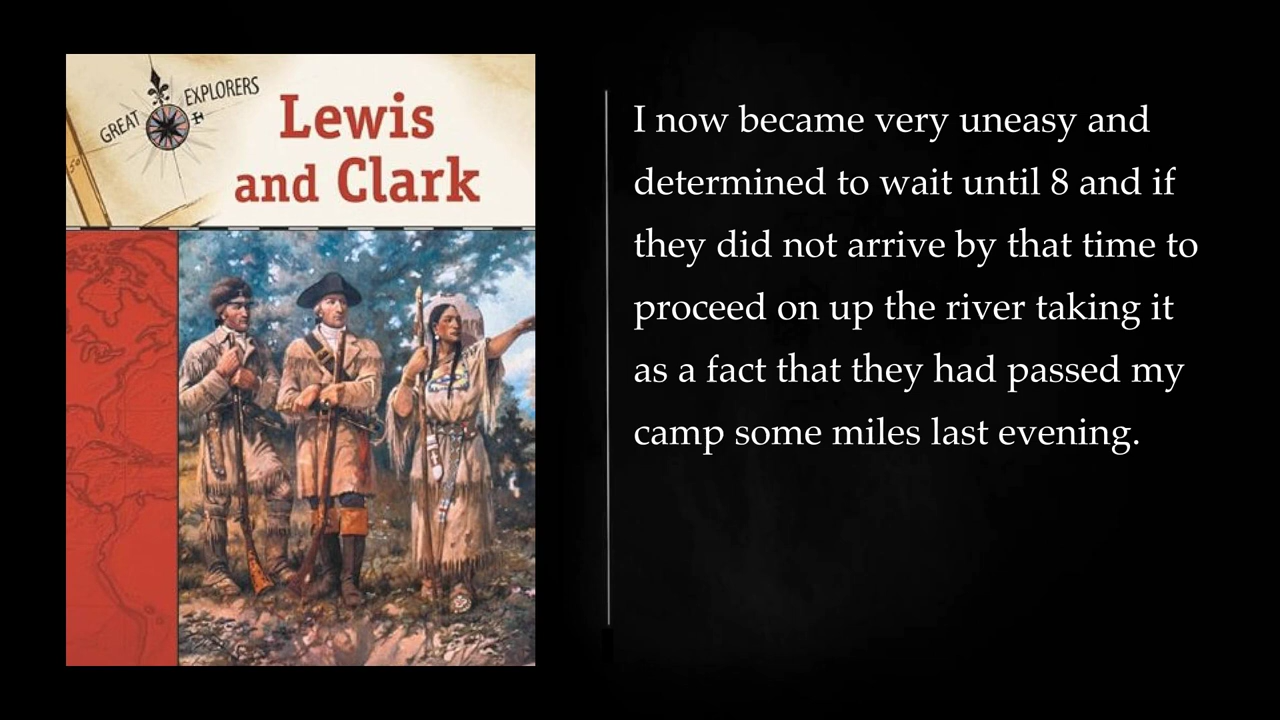 GREAT EXPLORERS
Lewis
and Clark
I now became very uneasy and
determined to wait until 8 and if
they did not arrive by that time to
proceed on up the river taking it
as a fact that they had passed my
camp some miles last evening.